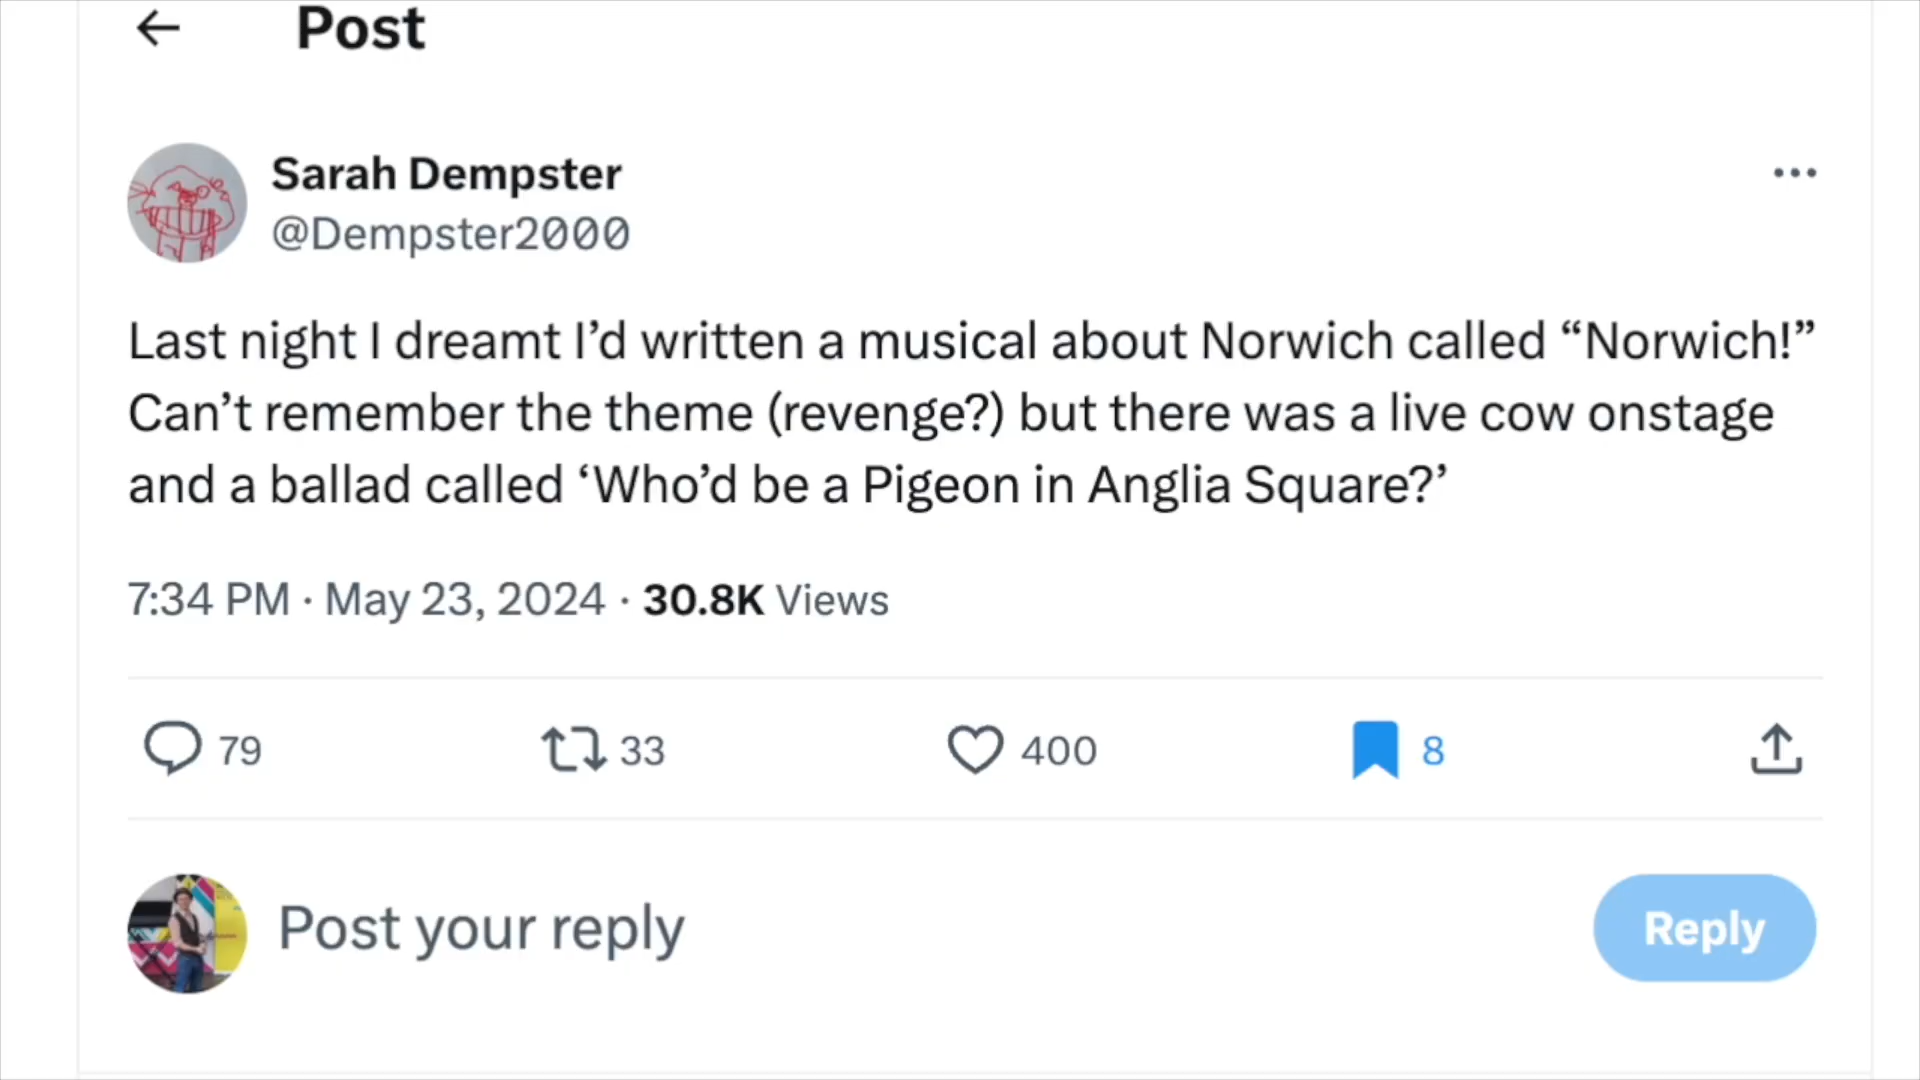 Post
Sarah Dempster
@Dempster2000
Last night I dreamt I’d written a musical about Norwich called “Norwich!”
Can’t remember the theme (revenge?) but there was a live cow onstage
and a ballad called ‘Who’d be a Pigeon in Anglia Square?’
7:34 PM · May 23, 2024 · 30.8K Views
79 33 400 8
Post your reply Reply